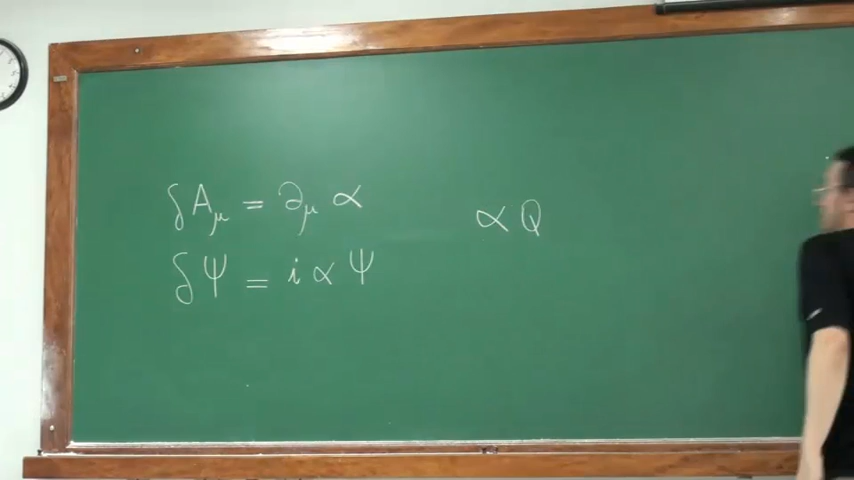 δA_μ = ∂_μ α
δΨ = iαΨ
αQ